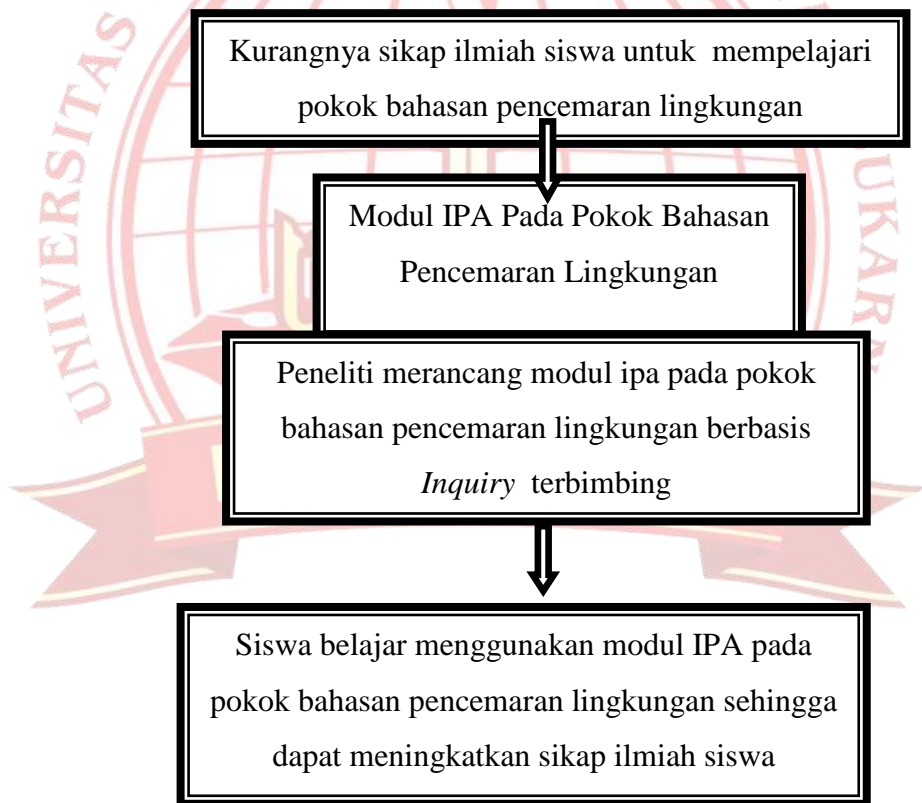 UNIVERSITAS
UKARN
Kurangnya sikap ilmiah siswa untuk mempelajari
pokok bahasan pencemaran lingkungan
Modul IPA Pada Pokok Bahasan
Pencemaran Lingkungan
Peneliti merancang modul ipa pada pokok
bahasan pencemaran lingkungan berbasis
Inquiry terbimbing
Siswa belajar menggunakan modul IPA pada
pokok bahasan pencemaran lingkungan sehingga
dapat meningkatkan sikap ilmiah siswa